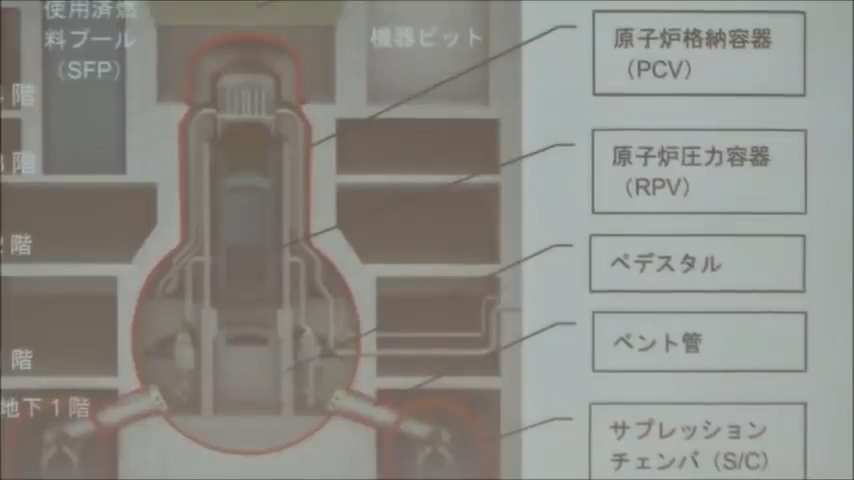 使用済燃
料プール
（SFP）
機器ピット
階
階
階
階
地下１階
原子炉格納容器
（PCV）
原子炉圧力容器
（RPV）
ペデスタル
ベント管
サプレッション
チェンバ（S/C）